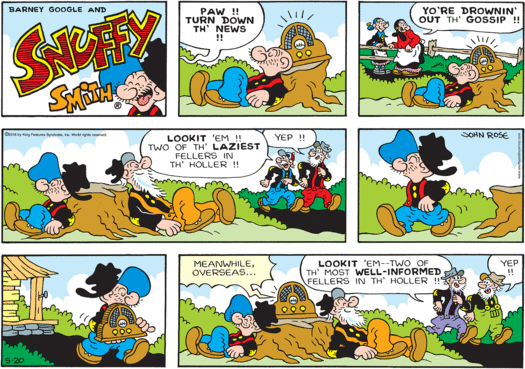 BARNEY GOOGLE AND
SNUFFY
SMITH®
PAW !!
TURN DOWN
TH' NEWS
!!
YO'RE DROWNIN'
OUT TH' GOSSIP !!
LOOKIT 'EM !!
TWO OF TH' LAZIEST
FELLERS IN
TH' HOLLER !!
YEP !!
JOHN ROSE
5-20
MEANWHILE,
OVERSEAS...
LOOKIT 'EM--TWO OF
TH' MOST WELL-INFORMED
FELLERS IN TH' HOLLER !!
YEP
!!